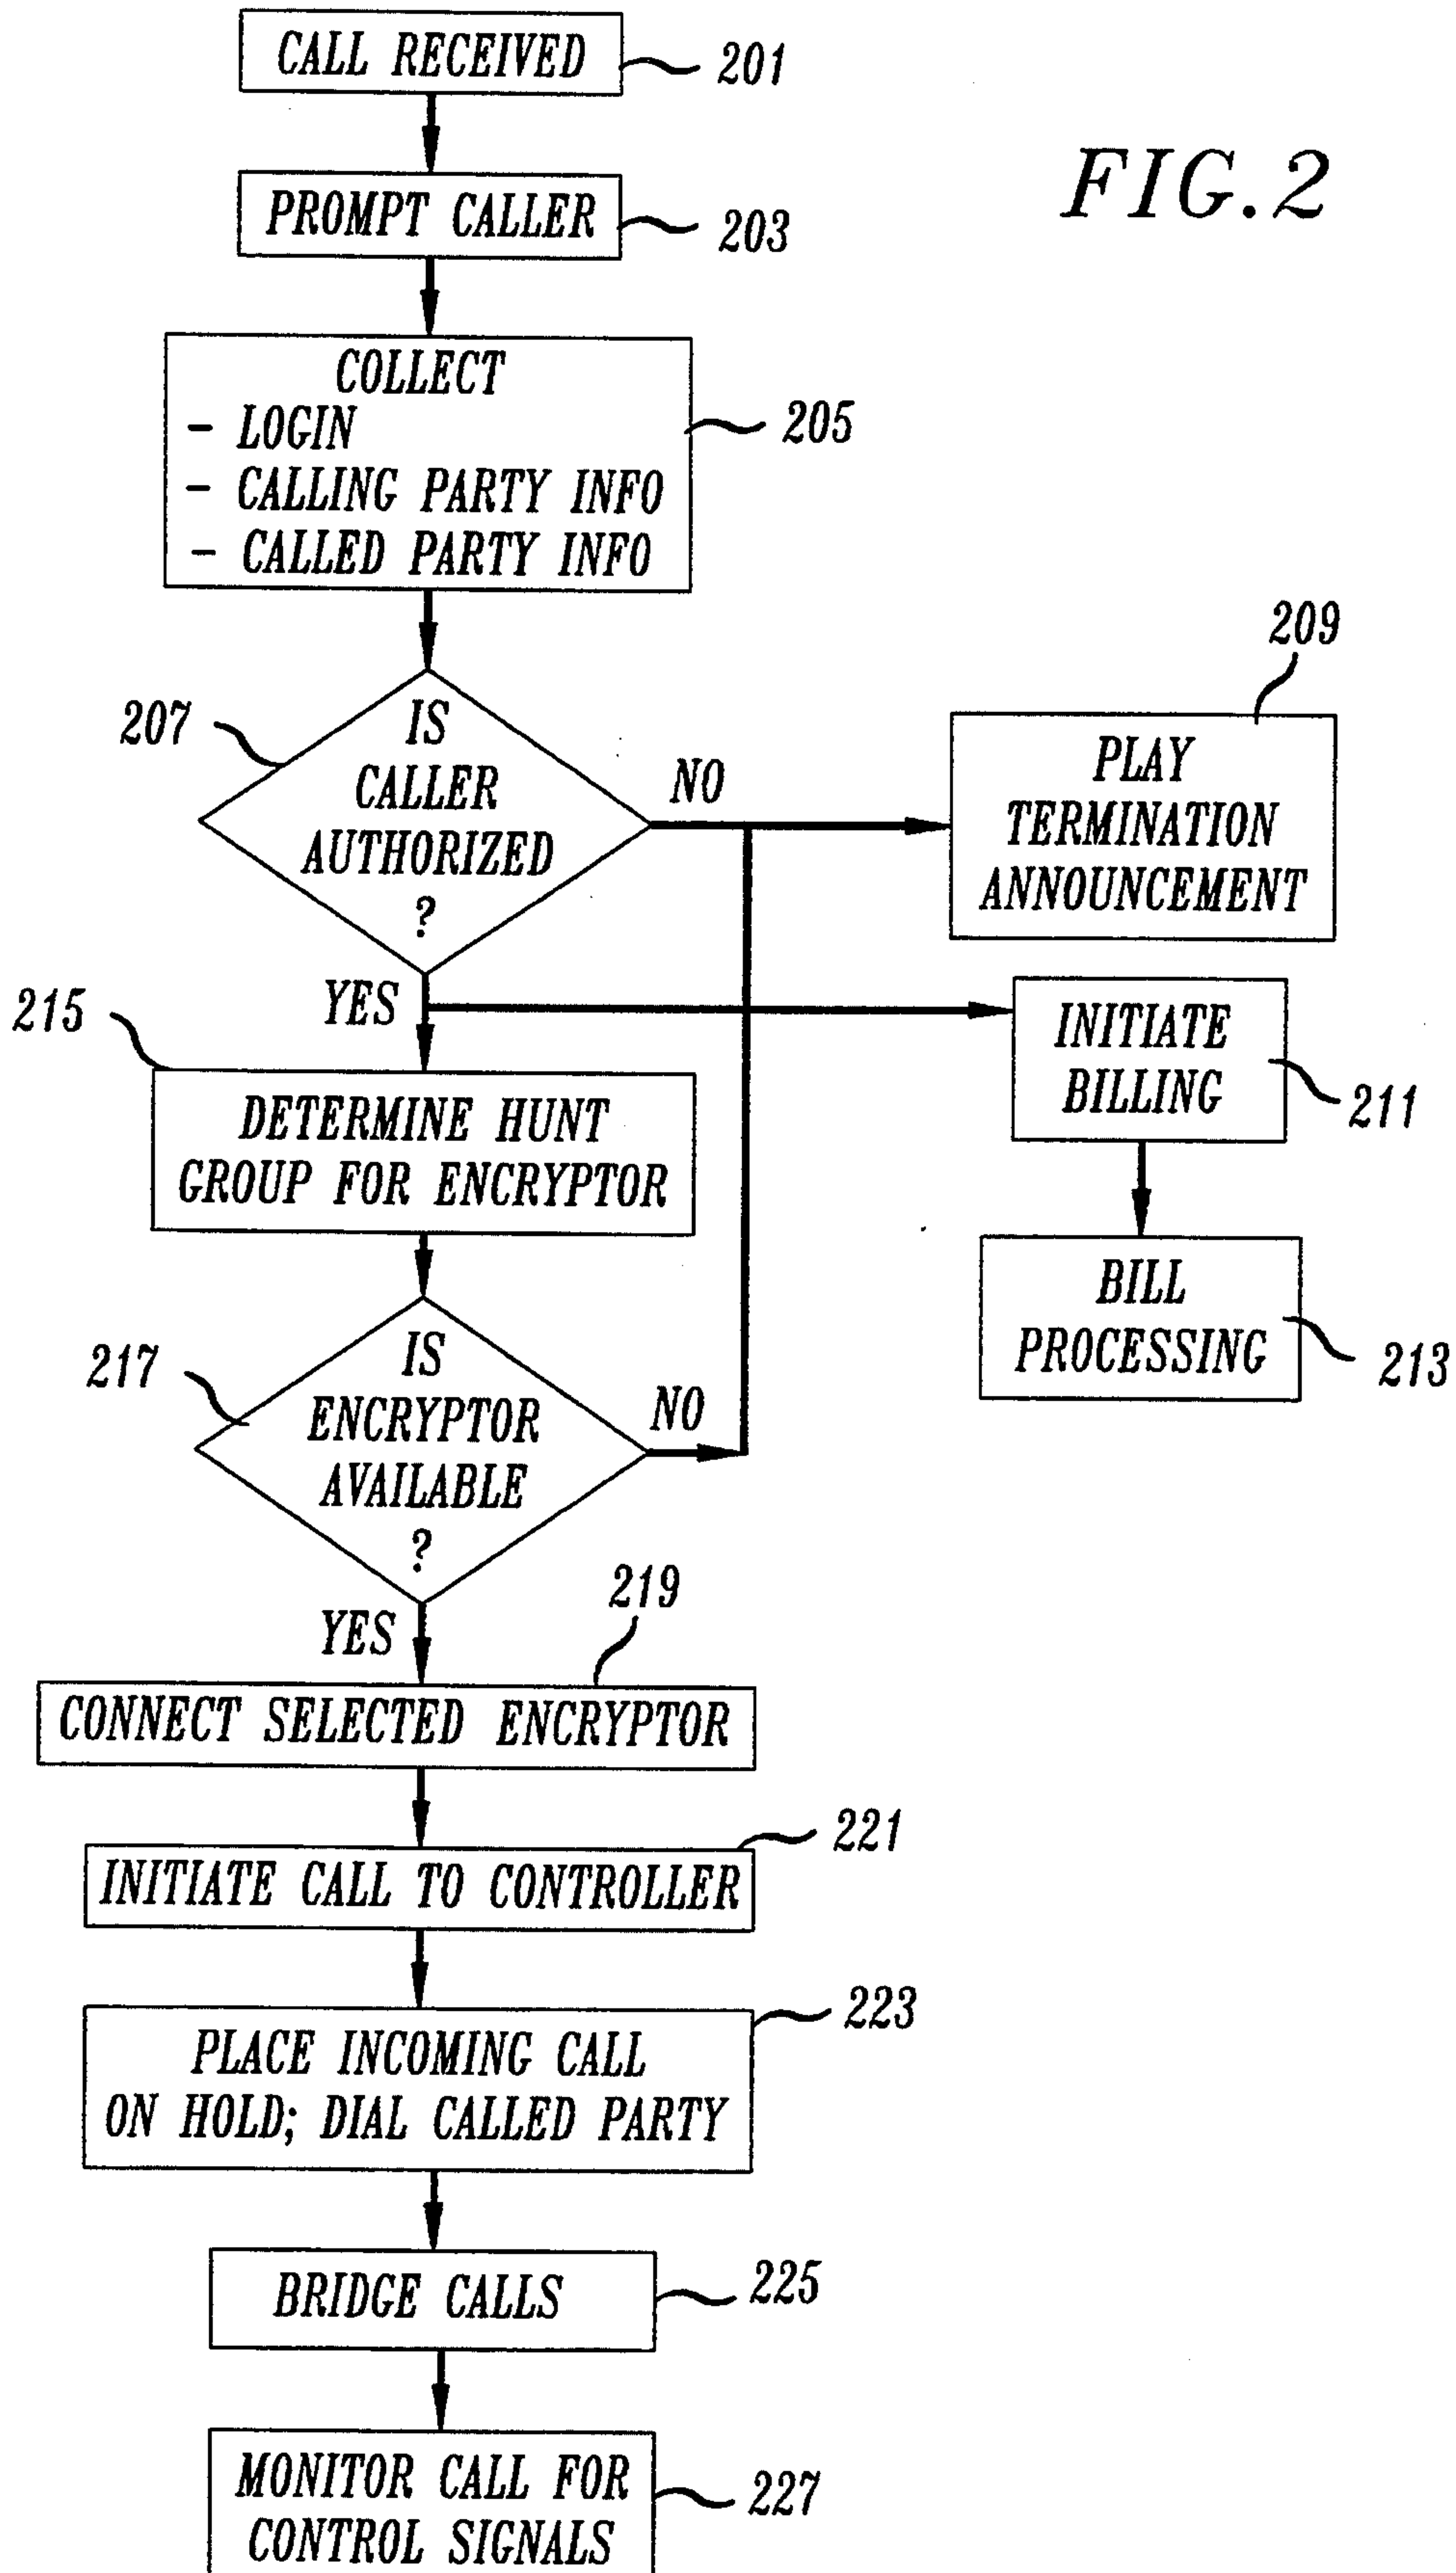 CALL RECEIVED
201
FIG. 2
PROMPT CALLER
203
COLLECT
- LOGIN
- CALLING PARTY INFO
- CALLED PARTY INFO
205
207
IS
CALLER
AUTHORIZED
?
NO
209
PLAY
TERMINATION
ANNOUNCEMENT
YES
INITIATE
BILLING
211
215
DETERMINE HUNT
GROUP FOR ENCRYPTOR
BILL
PROCESSING
213
217
IS
ENCRYPTOR
AVAILABLE
?
NO
YES
219
CONNECT SELECTED ENCRYPTOR
221
INITIATE CALL TO CONTROLLER
223
PLACE INCOMING CALL
ON HOLD; DIAL CALLED PARTY
BRIDGE CALLS
225
MONITOR CALL FOR
CONTROL SIGNALS
227